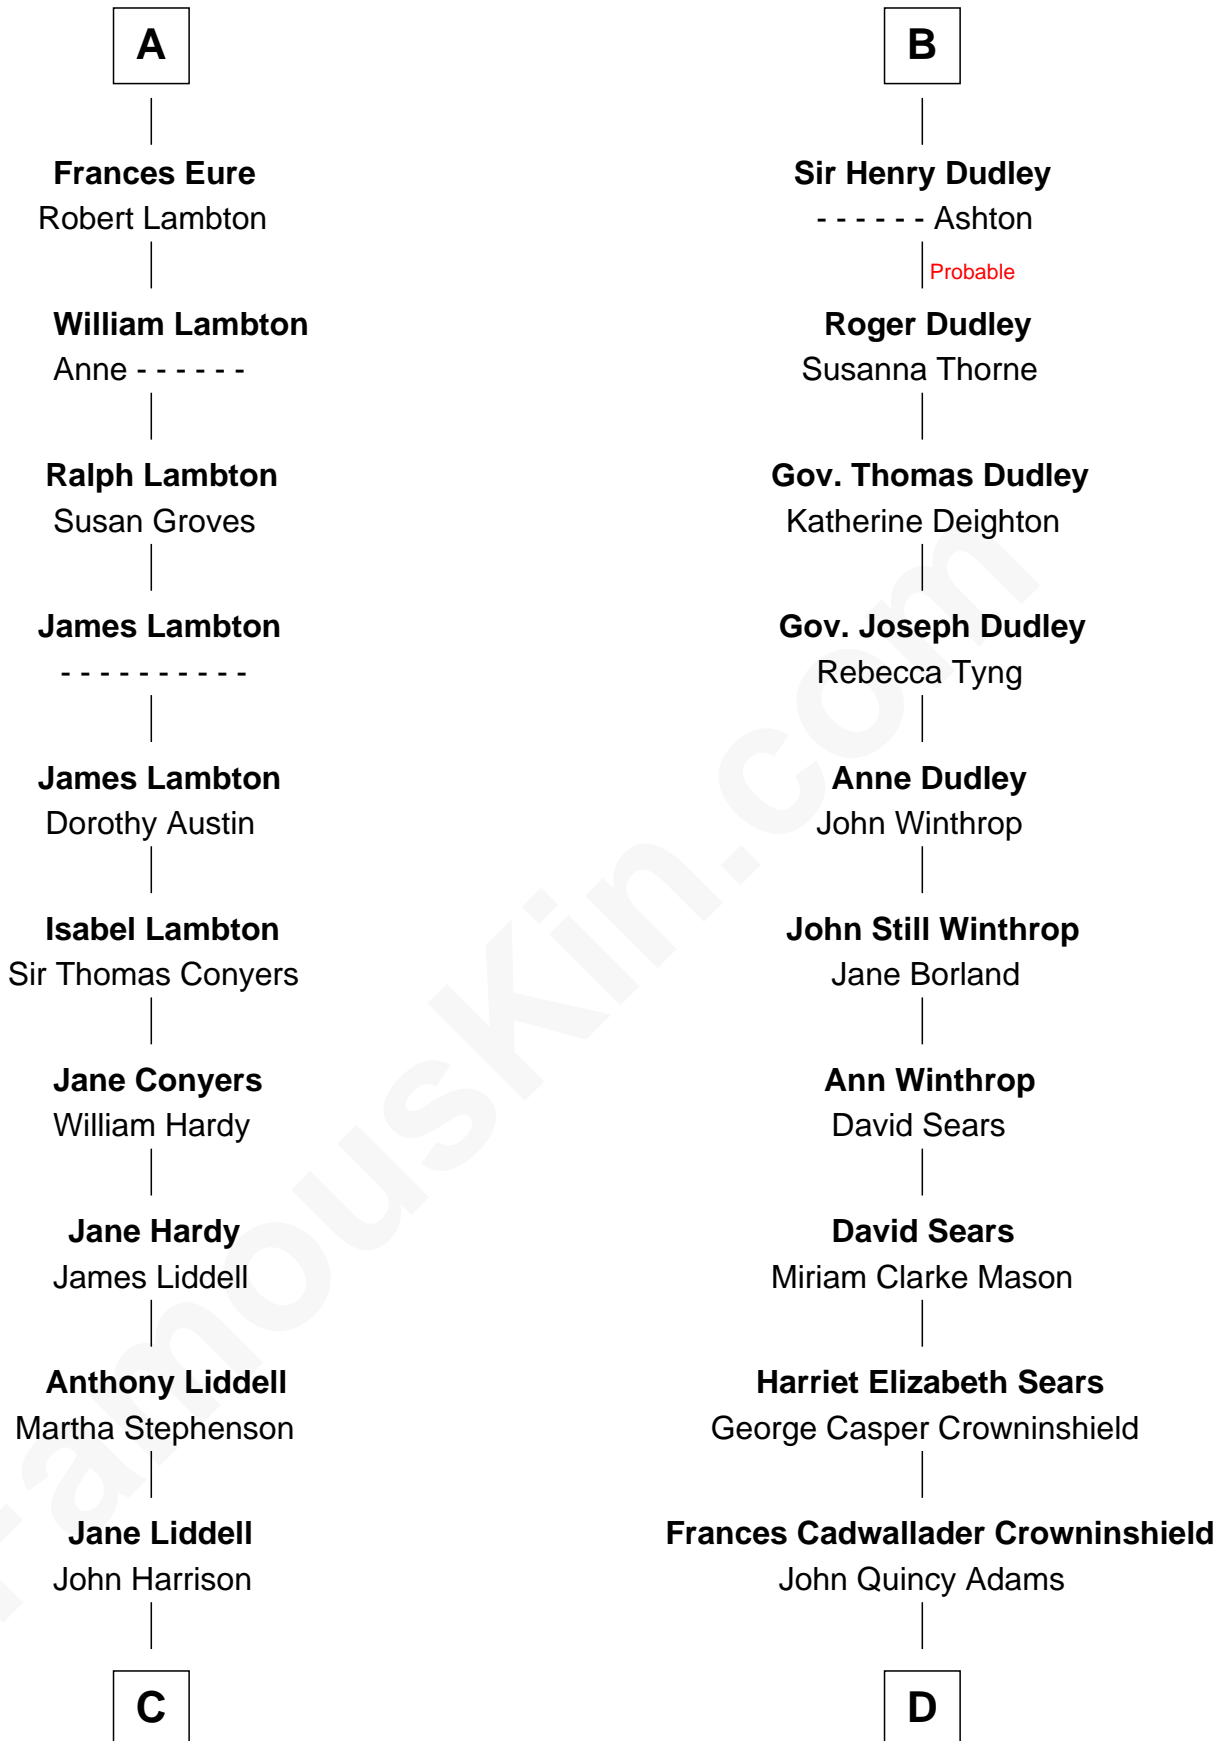 A
Frances Eure
Robert Lambton
William Lambton
Anne - - - - - -
Ralph Lambton
Susan Groves
James Lambton
- - - - - - - - - -
James Lambton
Dorothy Austin
Isabel Lambton
Sir Thomas Conyers
Jane Conyers
William Hardy
Jane Hardy
James Liddell
Anthony Liddell
Martha Stephenson
Jane Liddell
John Harrison
C
B
Sir Henry Dudley
- - - - - - Ashton
Probable
Roger Dudley
Susanna Thorne
Gov. Thomas Dudley
Katherine Deighton
Gov. Joseph Dudley
Rebecca Tyng
Anne Dudley
John Winthrop
John Still Winthrop
Jane Borland
Ann Winthrop
David Sears
David Sears
Miriam Clarke Mason
Harriet Elizabeth Sears
George Casper Crowninshield
Frances Cadwallader Crowninshield
John Quincy Adams
D
FamousKin.com